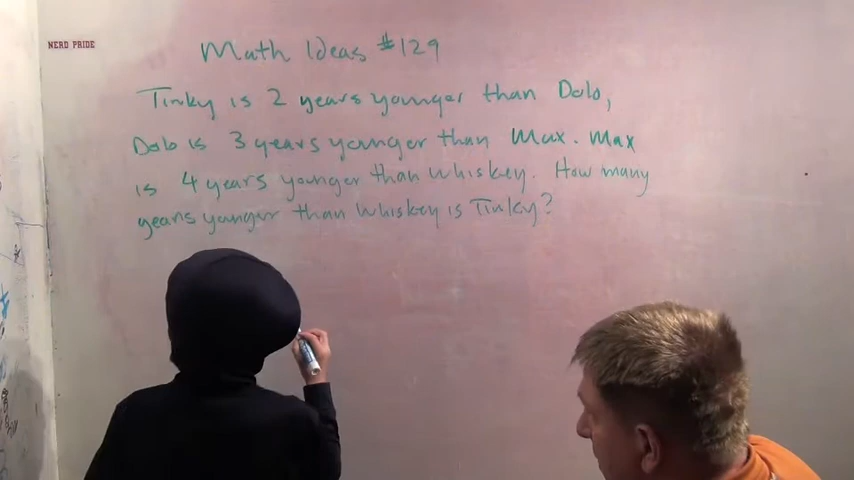 NERD PRIDE
Math Ideas #129
Tinky is 2 years younger than Dolo,
Dolo is 3 years younger than Max. Max
is 4 years younger than Whiskey. How many
years younger than Whiskey is Tinky?